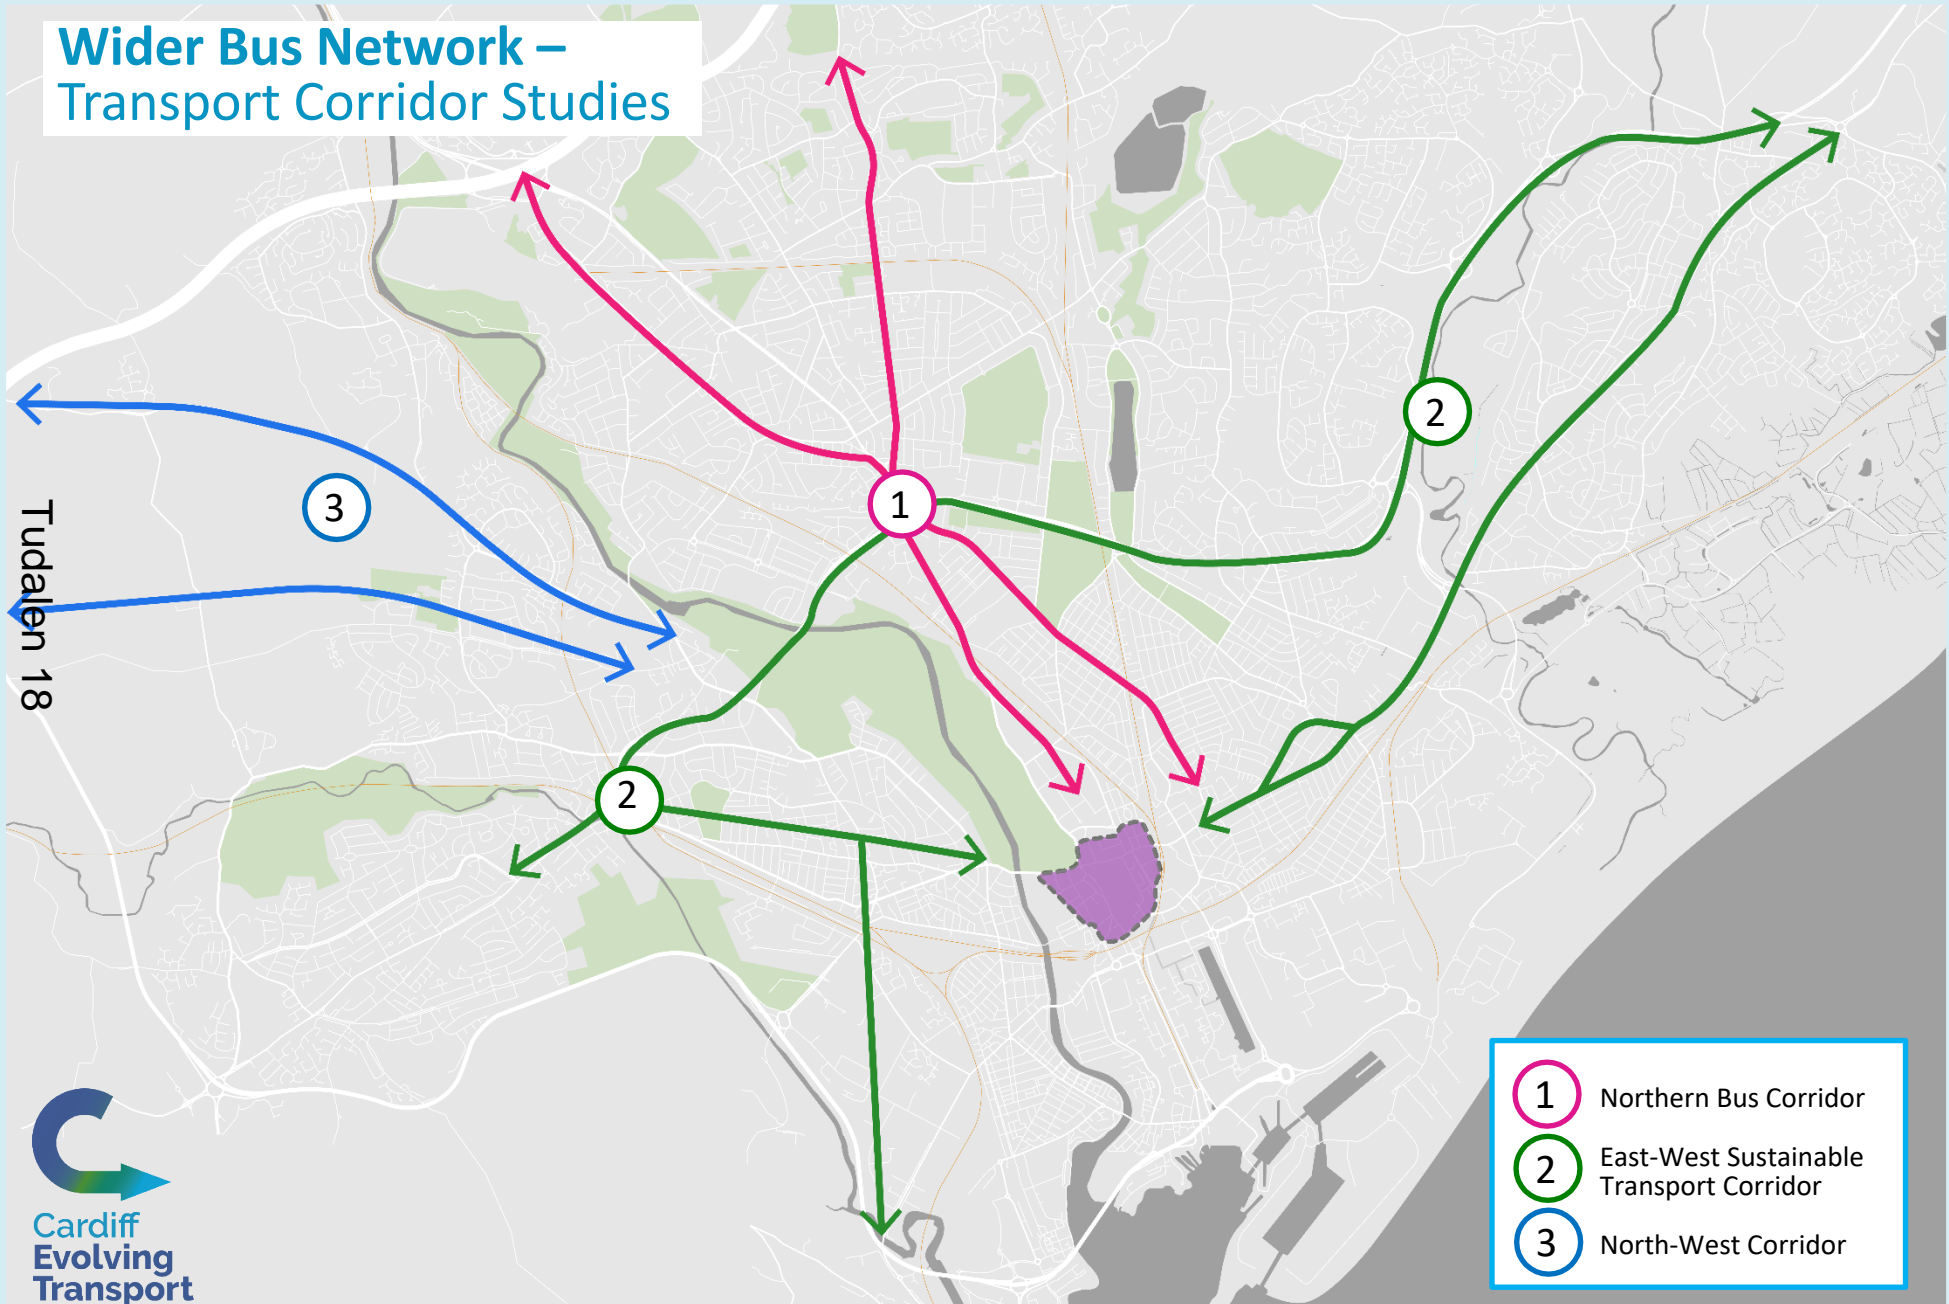 Wider Bus Network –
Transport Corridor Studies
1
2
2
3
Tudalen 18
1 Northern Bus Corridor
2 East-West Sustainable
Transport Corridor
3 North-West Corridor
Cardiff
Evolving
Transport